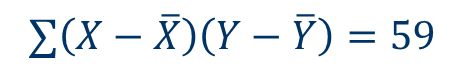 ∑(X − X̄)(Y − Ȳ) = 59